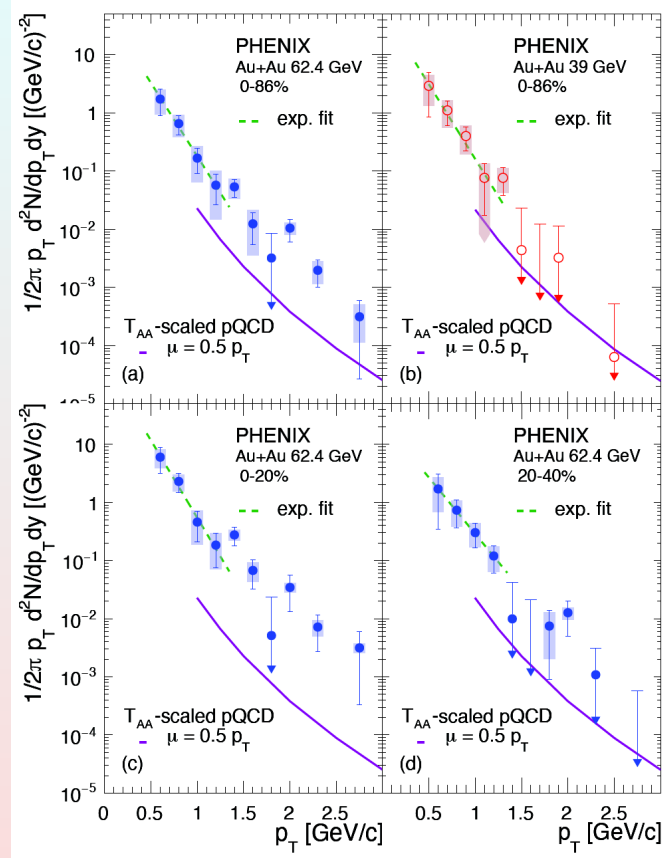 1/2π p_T d²N/dp_Tdy [(GeV/c)⁻²]
10
1
10⁻¹
10⁻²
10⁻³
10⁻⁴
10⁻⁵
PHENIX
Au+Au 62.4 GeV
0-86%
exp. fit
T_AA-scaled pQCD
μ = 0.5 p_T
(a)
PHENIX
Au+Au 39 GeV
0-86%
exp. fit
T_AA-scaled pQCD
μ = 0.5 p_T
(b)
1/2π p_T d²N/dp_Tdy [(GeV/c)⁻²]
10
1
10⁻¹
10⁻²
10⁻³
10⁻⁴
10⁻⁵
PHENIX
Au+Au 62.4 GeV
0-20%
exp. fit
T_AA-scaled pQCD
μ = 0.5 p_T
(c)
PHENIX
Au+Au 62.4 GeV
20-40%
exp. fit
T_AA-scaled pQCD
μ = 0.5 p_T
(d)
0 0.5 1 1.5 2 2.5
p_T [GeV/c]
0 0.5 1 1.5 2 2.5
p_T [GeV/c]